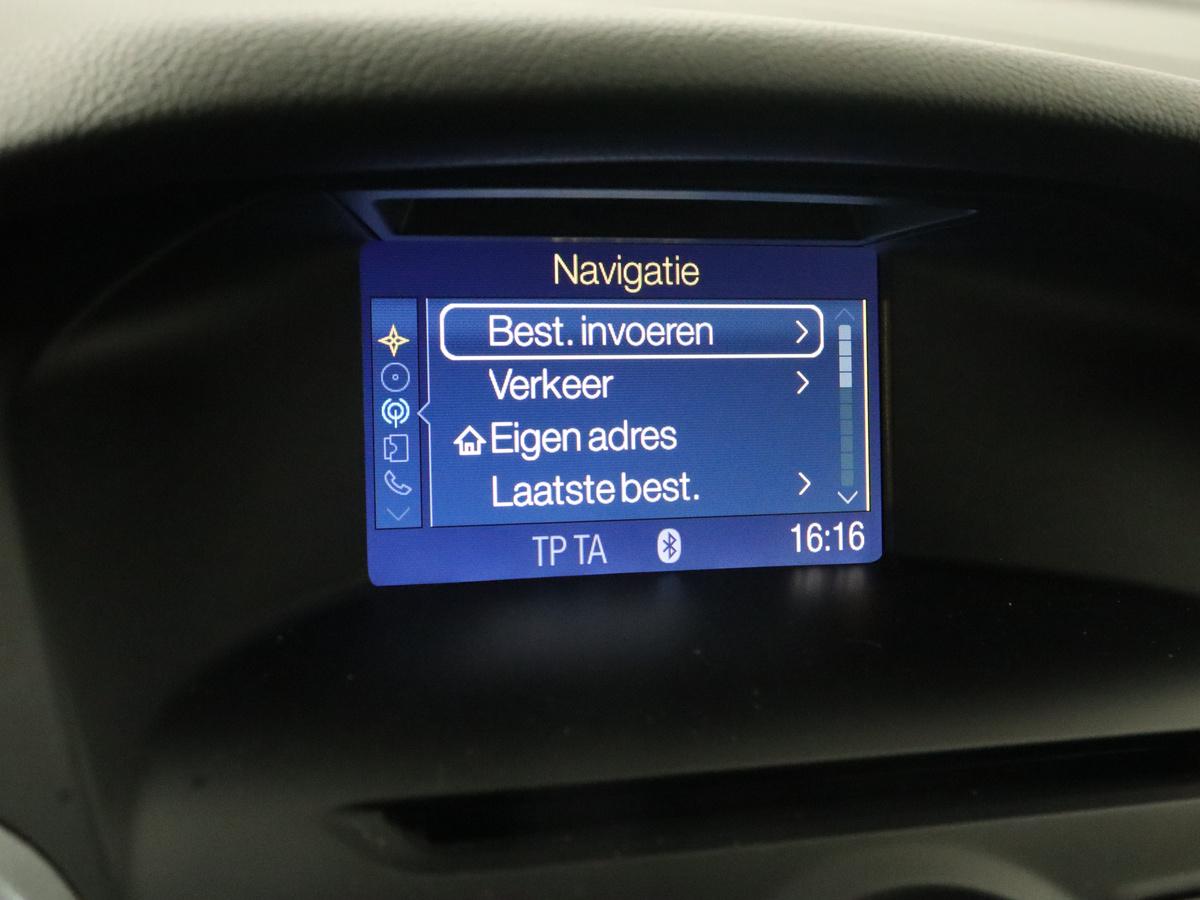 Navigatie
Best. invoeren
Verkeer
Eigen adres
Laatste best.
TP TA 16:16